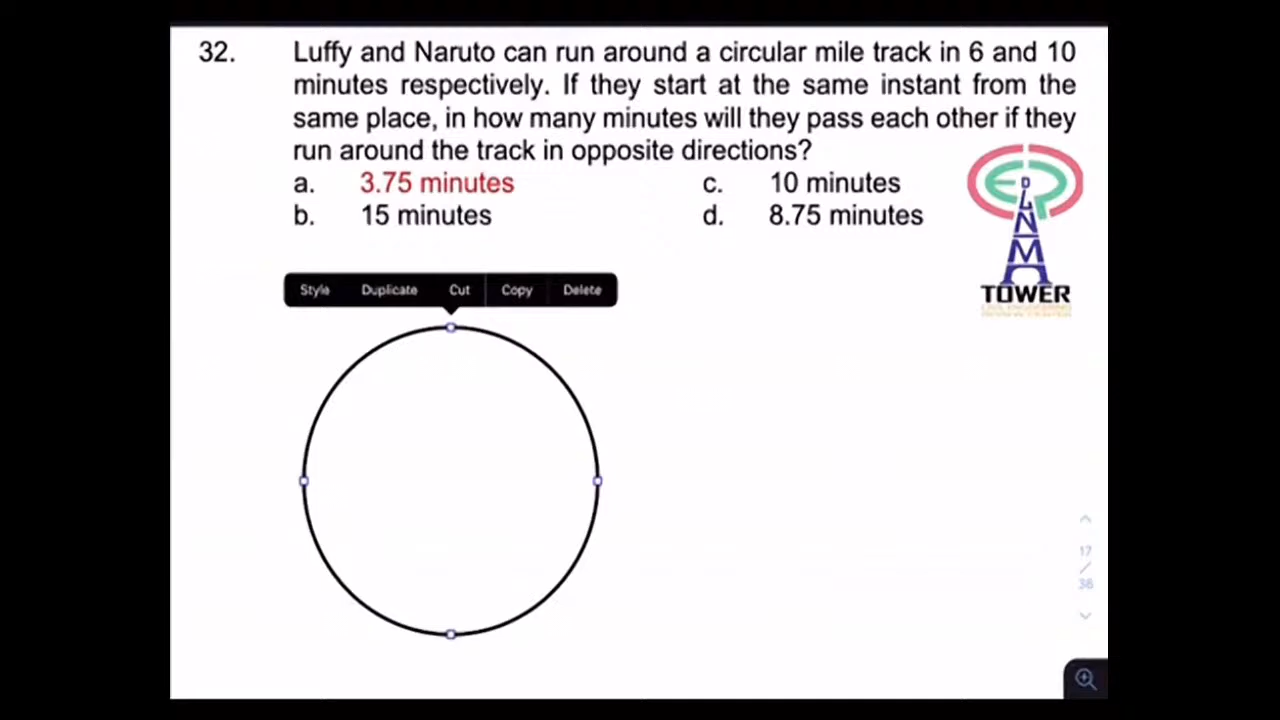 32. Luffy and Naruto can run around a circular mile track in 6 and 10
minutes respectively. If they start at the same instant from the
same place, in how many minutes will they pass each other if they
run around the track in opposite directions?
a. 3.75 minutes c. 10 minutes
b. 15 minutes d. 8.75 minutes
TOWER
Style Duplicate Cut Copy Delete
17
/
36